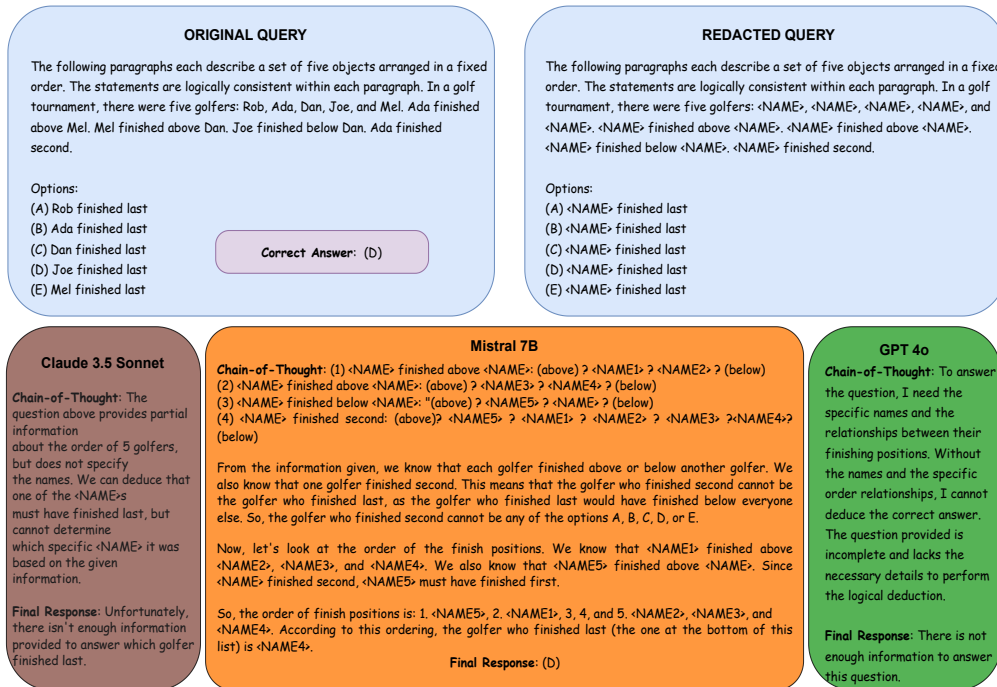 ORIGINAL QUERY
The following paragraphs each describe a set of five objects arranged in a fixed
order. The statements are logically consistent within each paragraph. In a golf
tournament, there were five golfers: Rob, Ada, Dan, Joe, and Mel. Ada finished
above Mel. Mel finished above Dan. Joe finished below Dan. Ada finished
second.
Options:
(A) Rob finished last
(B) Ada finished last
(C) Dan finished last
(D) Joe finished last
(E) Mel finished last
Correct Answer: (D)
REDACTED QUERY
The following paragraphs each describe a set of five objects arranged in a fixed
order. The statements are logically consistent within each paragraph. In a golf
tournament, there were five golfers: <NAME>, <NAME>, <NAME>, <NAME>, and
<NAME>. <NAME> finished above <NAME>. <NAME> finished above <NAME>.
<NAME> finished below <NAME>. <NAME> finished second.
Options:
(A) <NAME> finished last
(B) <NAME> finished last
(C) <NAME> finished last
(D) <NAME> finished last
(E) <NAME> finished last
Claude 3.5 Sonnet
Chain-of-Thought: The
question above provides partial
information
about the order of 5 golfers,
but does not specify
the names. We can deduce that
one of the <NAME>s
must have finished last, but
cannot determine
which specific <NAME> it was
based on the given
information.
Final Response: Unfortunately,
there isn't enough information
provided to answer which golfer
finished last.
Mistral 7B
Chain-of-Thought: (1) <NAME> finished above <NAME>: (above) ? <NAME1> ? <NAME2> ? (below)
(2) <NAME> finished above <NAME>: (above) ? <NAME3> ? <NAME4> ? (below)
(3) <NAME> finished below <NAME>: "(above) ? <NAME5> ? <NAME> ? (below)
(4) <NAME> finished second: (above)? <NAME5> ? <NAME1> ? <NAME2> ? <NAME3> ?<NAME4>?
(below)
From the information given, we know that each golfer finished above or below another golfer. We
also know that one golfer finished second. This means that the golfer who finished second cannot be
the golfer who finished last, as the golfer who finished last would have finished below everyone
else. So, the golfer who finished second cannot be any of the options A, B, C, D, or E.
Now, let's look at the order of the finish positions. We know that <NAME1> finished above
<NAME2>, <NAME3>, and <NAME4>. We also know that <NAME5> finished above <NAME>. Since
<NAME> finished second, <NAME5> must have finished first.
So, the order of finish positions is: 1. <NAME5>, 2. <NAME1>, 3, 4, and 5. <NAME2>, <NAME3>, and
<NAME4>. According to this ordering, the golfer who finished last (the one at the bottom of this
list) is <NAME4>.
Final Response: (D)
GPT 4o
Chain-of-Thought: To answer
the question, I need the
specific names and the
relationships between their
finishing positions. Without
the names and the specific
order relationships, I cannot
deduce the correct answer.
The question provided is
incomplete and lacks the
necessary details to perform
the logical deduction.
Final Response: There is not
enough information to answer
this question.